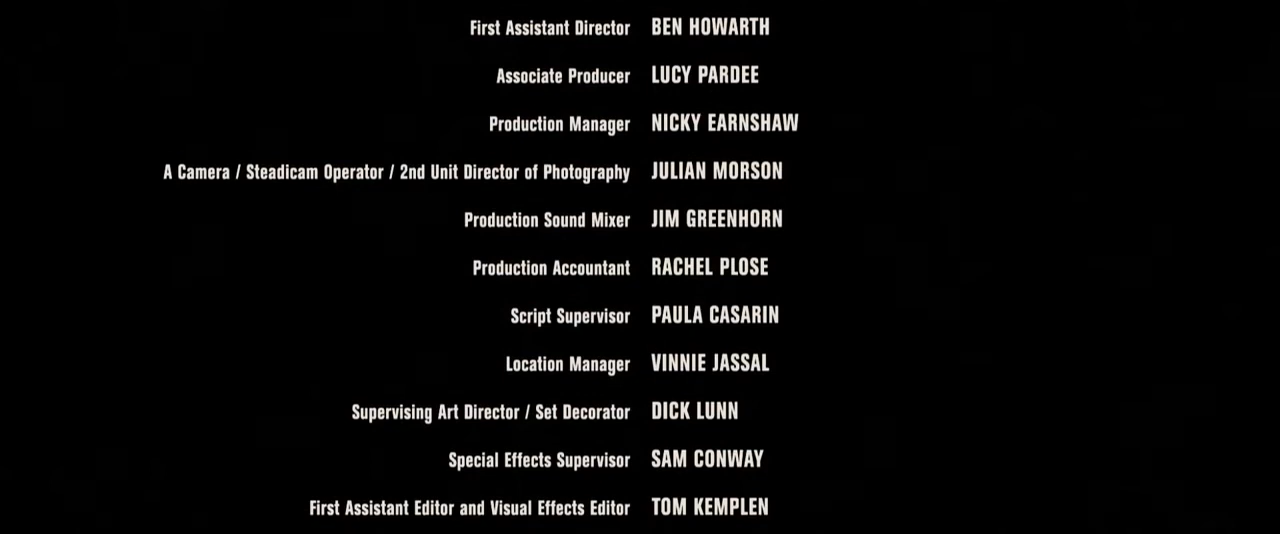 First Assistant Director BEN HOWARTH
Associate Producer LUCY PARDEE
Production Manager NICKY EARNSHAW
A Camera / Steadicam Operator / 2nd Unit Director of Photography JULIAN MORSON
Production Sound Mixer JIM GREENHORN
Production Accountant RACHEL PLOSE
Script Supervisor PAULA CASARIN
Location Manager VINNIE JASSAL
Supervising Art Director / Set Decorator DICK LUNN
Special Effects Supervisor SAM CONWAY
First Assistant Editor and Visual Effects Editor TOM KEMPLEN